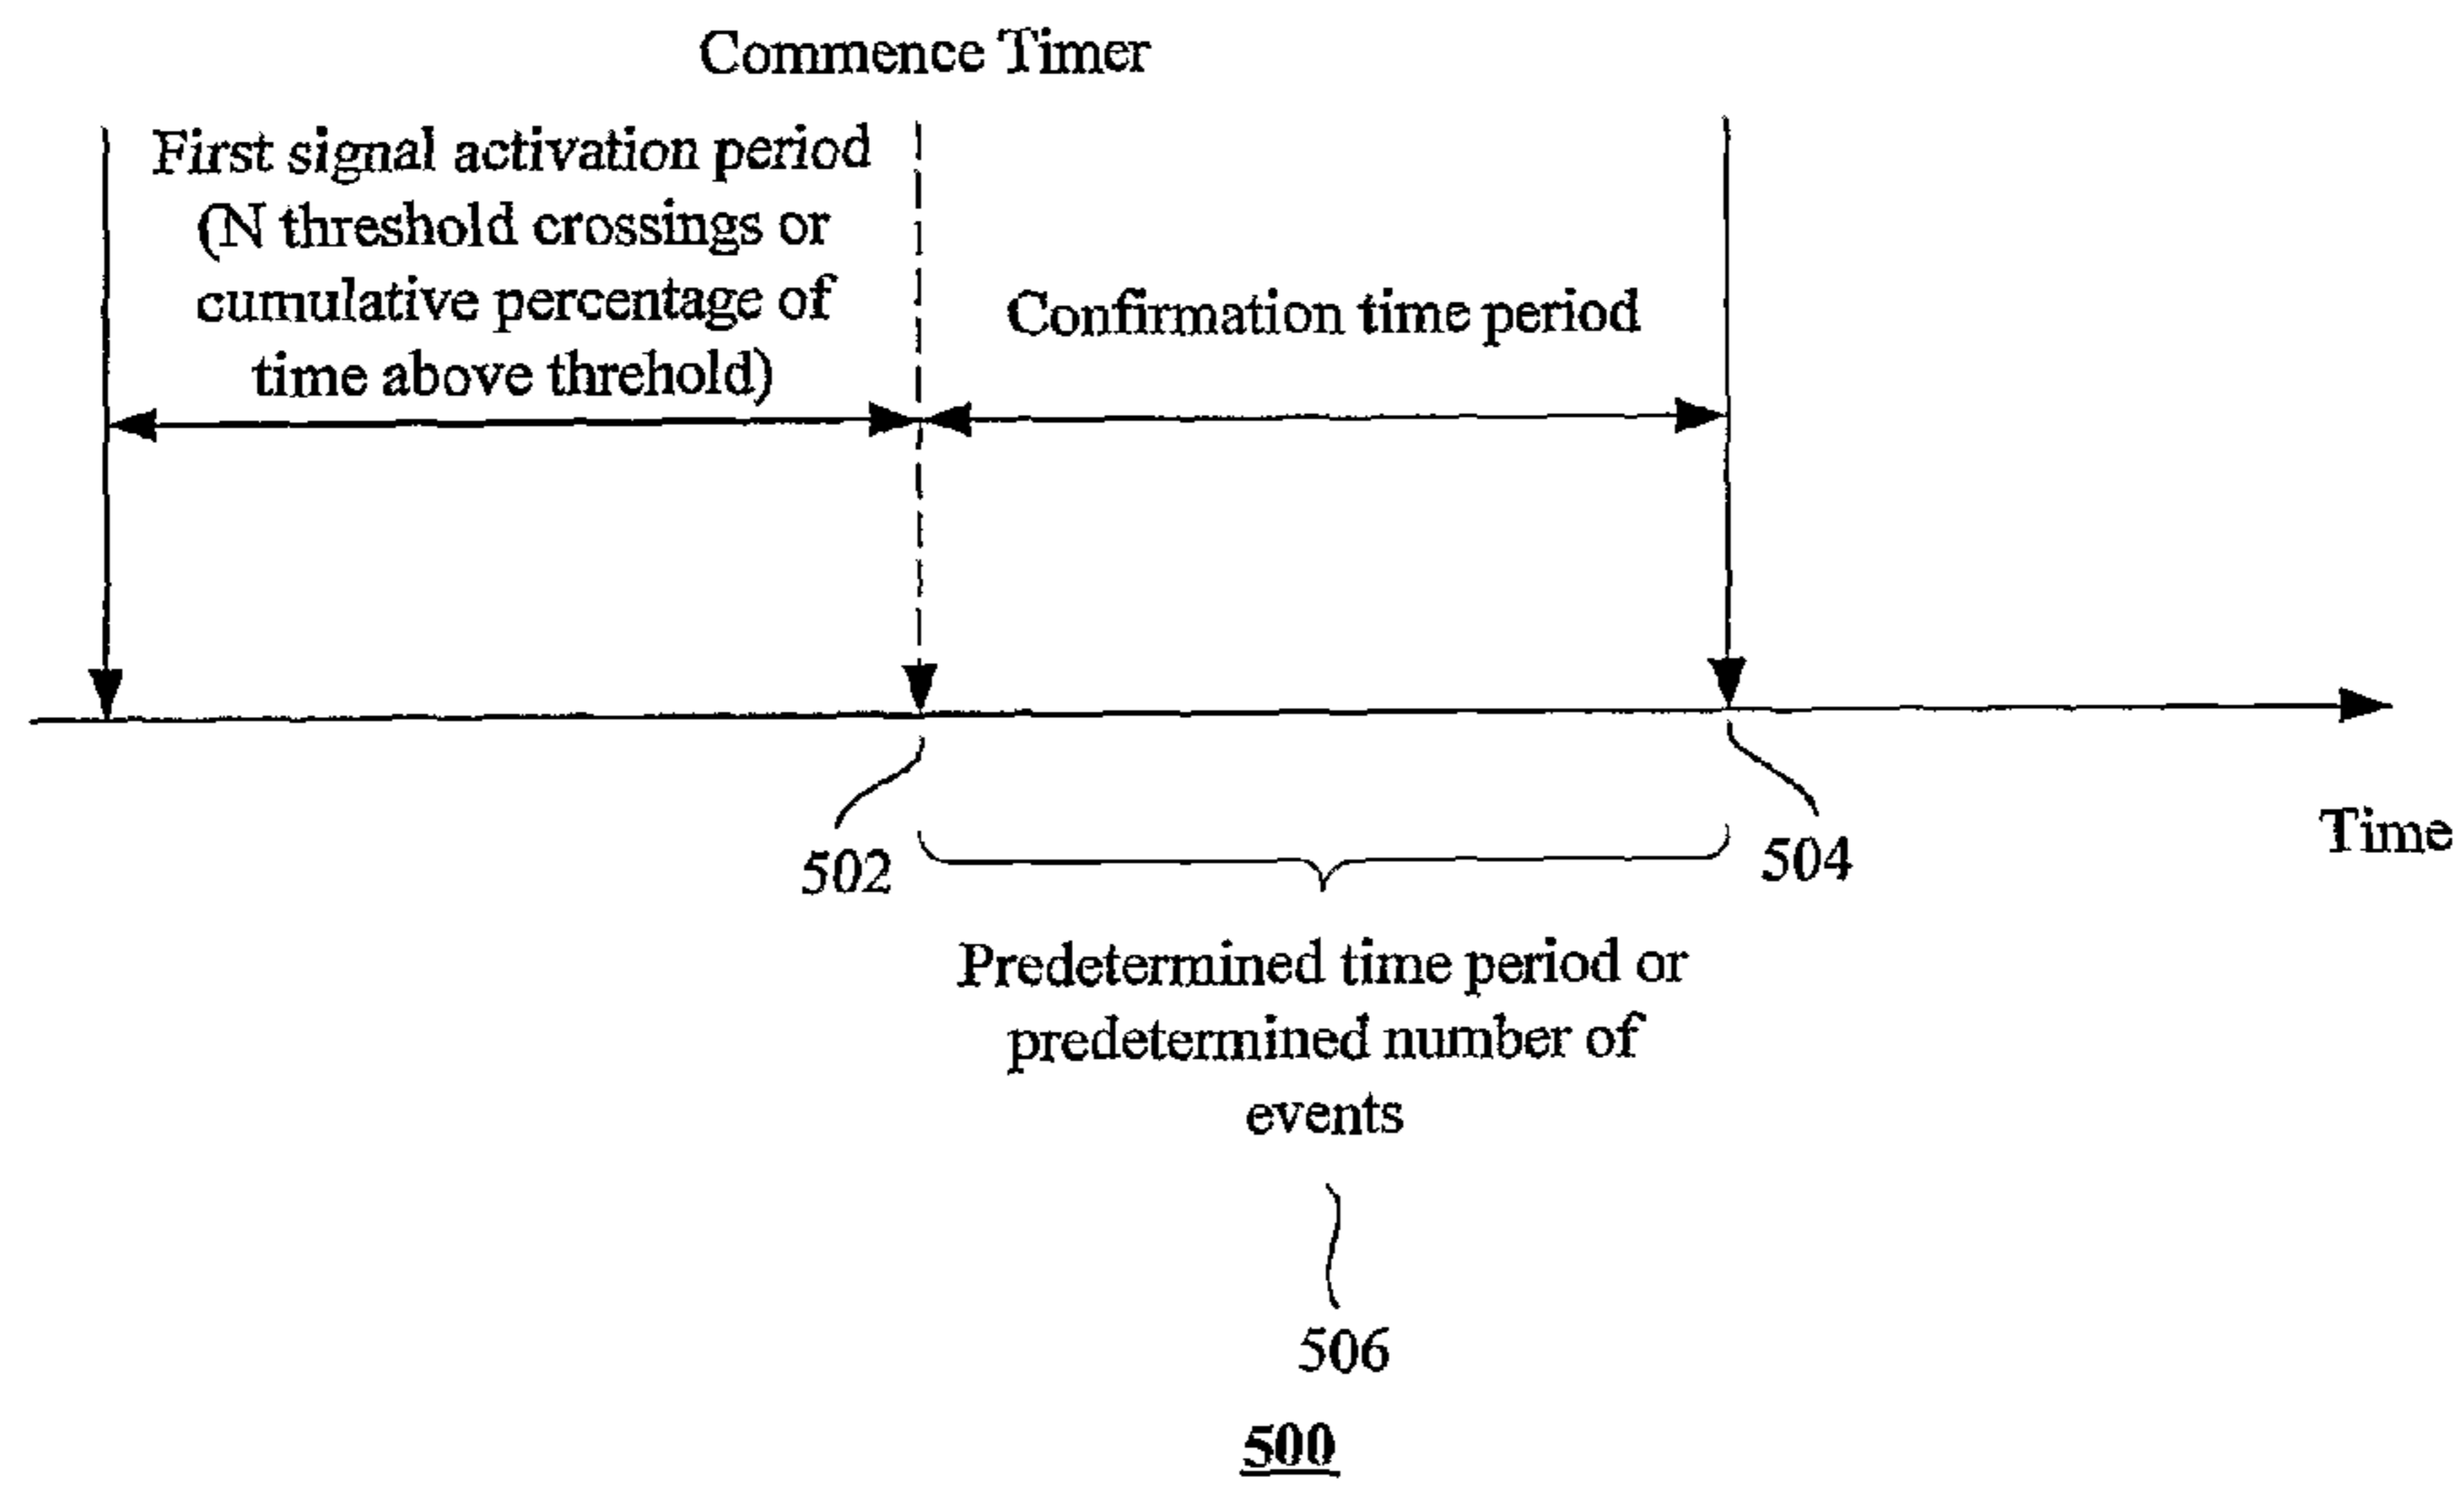 Commence Timer
First signal activation period
(N threshold crossings or
cumulative percentage of
time above threhold)
Confirmation time period
502
504
Time
Predetermined time period or
predetermined number of
events
506
500